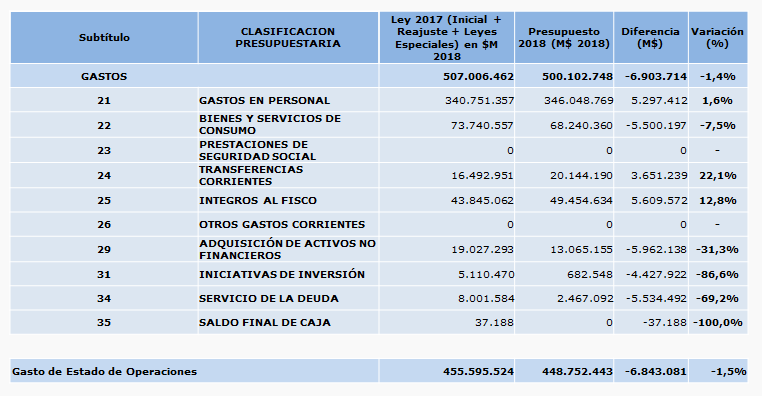 Subtítulo CLASIFICACION PRESUPUESTARIA Ley 2017 (Inicial + Reajuste + Leyes Especiales) en $M 2018 Presupuesto 2018 (M$ 2018) Diferencia (M$) Variación (%)
GASTOS 507.006.462 500.102.748 -6.903.714 -1,4%
21 GASTOS EN PERSONAL 340.751.357 346.048.769 5.297.412 1,6%
22 BIENES Y SERVICIOS DE CONSUMO 73.740.557 68.240.360 -5.500.197 -7,5%
23 PRESTACIONES DE SEGURIDAD SOCIAL 0 0 0 -
24 TRANSFERENCIAS CORRIENTES 16.492.951 20.144.190 3.651.239 22,1%
25 INTEGROS AL FISCO 43.845.062 49.454.634 5.609.572 12,8%
26 OTROS GASTOS CORRIENTES 0 0 0 -
29 ADQUISICIÓN DE ACTIVOS NO FINANCIEROS 19.027.293 13.065.155 -5.962.138 -31,3%
31 INICIATIVAS DE INVERSIÓN 5.110.470 682.548 -4.427.922 -86,6%
34 SERVICIO DE LA DEUDA 8.001.584 2.467.092 -5.534.492 -69,2%
35 SALDO FINAL DE CAJA 37.188 0 -37.188 -100,0%
Gasto de Estado de Operaciones 455.595.524 448.752.443 -6.843.081 -1,5%